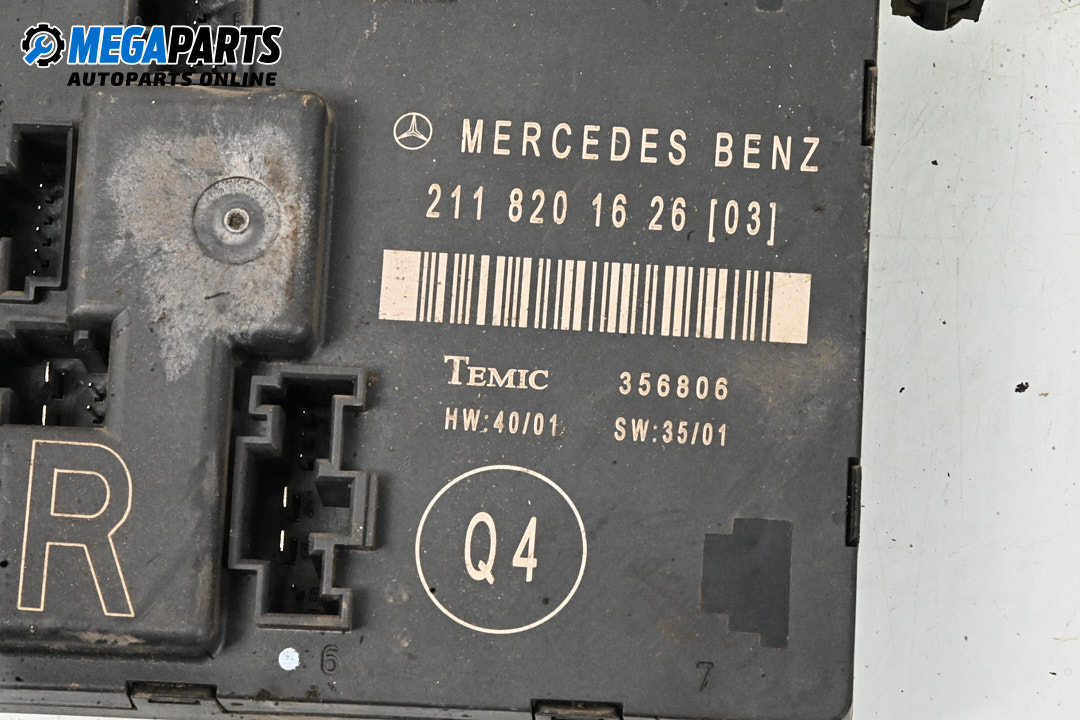 MEGAPARTS
AUTOPARTS ONLINE
MERCEDES BENZ
211 820 16 26 [03]
TEMIC 356806
HW:40/01 SW:35/01
R
Q4
6
7